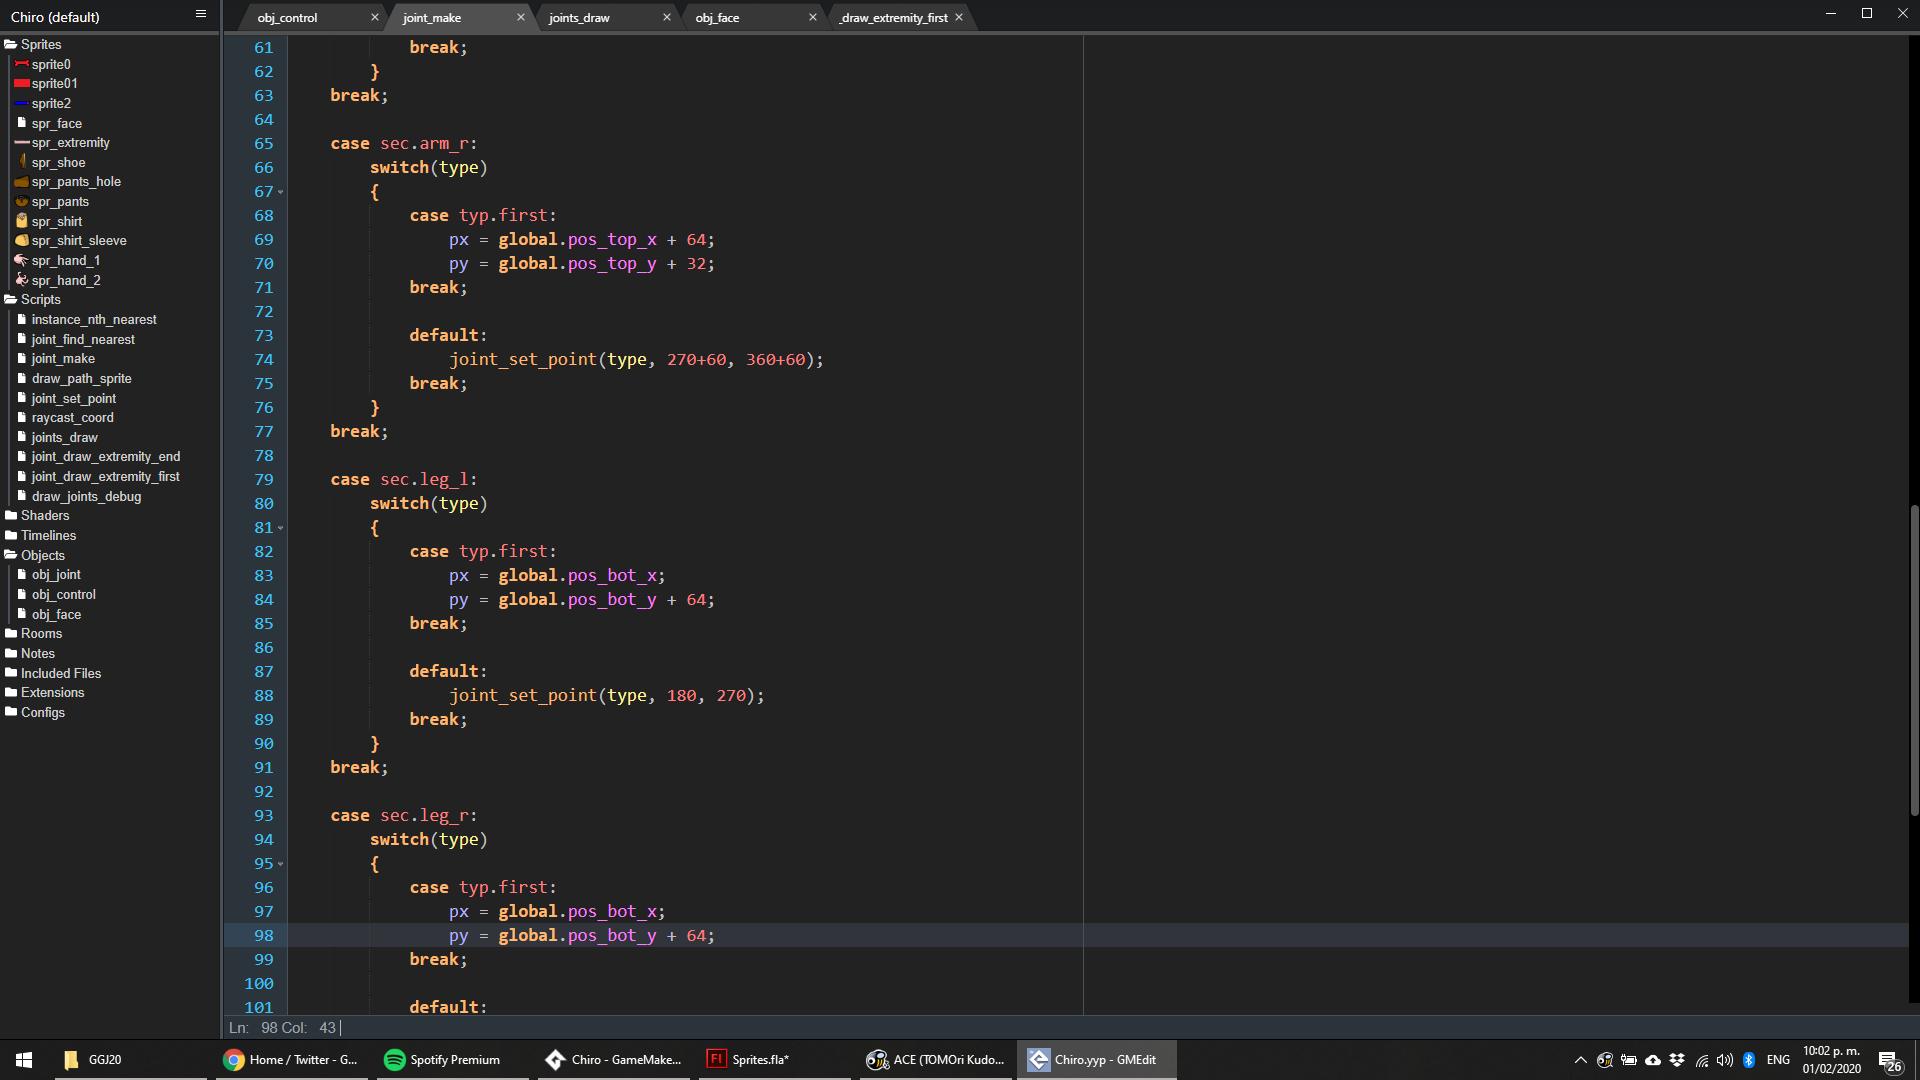 Chiro (default)
obj_control
joint_make
joints_draw
obj_face
_draw_extremity_first
Sprites
sprite0
sprite01
sprite2
spr_face
spr_extremity
spr_shoe
spr_pants_hole
spr_pants
spr_shirt
spr_shirt_sleeve
spr_hand_1
spr_hand_2
Scripts
instance_nth_nearest
joint_find_nearest
joint_make
draw_path_sprite
joint_set_point
raycast_coord
joints_draw
joint_draw_extremity_end
joint_draw_extremity_first
draw_joints_debug
Shaders
Timelines
Objects
obj_joint
obj_control
obj_face
Rooms
Notes
Included Files
Extensions
Configs
61 break;
62 }
63 break;
64
65 case sec.arm_r:
66 switch(type)
67 {
68 case typ.first:
69 px = global.pos_top_x + 64;
70 py = global.pos_top_y + 32;
71 break;
72
73 default:
74 joint_set_point(type, 270+60, 360+60);
75 break;
76 }
77 break;
78
79 case sec.leg_l:
80 switch(type)
81 {
82 case typ.first:
83 px = global.pos_bot_x;
84 py = global.pos_bot_y + 64;
85 break;
86
87 default:
88 joint_set_point(type, 180, 270);
89 break;
90 }
91 break;
92
93 case sec.leg_r:
94 switch(type)
95 {
96 case typ.first:
97 px = global.pos_bot_x;
98 py = global.pos_bot_y + 64;
99 break;
100
101 default:
Ln: 98 Col: 43
GGJ20
Home / Twitter - G...
Spotify Premium
Chiro - GameMake...
Sprites.fla*
ACE (TOMOri Kudo...
Chiro.yyp - GMEdit
ENG
10:02 p. m.
01/02/2020
26